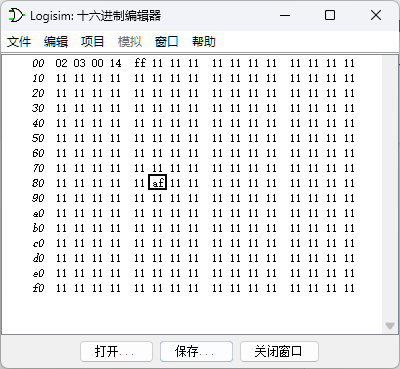 Logisim: 十六进制编辑器
文件 编辑 项目 模拟 窗口 帮助
00 02 03 00 14 ff 11 11 11 11 11 11 11 11 11 11 11
10 11 11 11 11 11 11 11 11 11 11 11 11 11 11 11 11
20 11 11 11 11 11 11 11 11 11 11 11 11 11 11 11 11
30 11 11 11 11 11 11 11 11 11 11 11 11 11 11 11 11
40 11 11 11 11 11 11 11 11 11 11 11 11 11 11 11 11
50 11 11 11 11 11 11 11 11 11 11 11 11 11 11 11 11
60 11 11 11 11 11 11 11 11 11 11 11 11 11 11 11 11
70 11 11 11 11 11 11 11 11 11 11 11 11 11 11 11 11
80 11 11 11 11 11 af 11 11 11 11 11 11 11 11 11 11
90 11 11 11 11 11 11 11 11 11 11 11 11 11 11 11 11
a0 11 11 11 11 11 11 11 11 11 11 11 11 11 11 11 11
b0 11 11 11 11 11 11 11 11 11 11 11 11 11 11 11 11
c0 11 11 11 11 11 11 11 11 11 11 11 11 11 11 11 11
d0 11 11 11 11 11 11 11 11 11 11 11 11 11 11 11 11
e0 11 11 11 11 11 11 11 11 11 11 11 11 11 11 11 11
f0 11 11 11 11 11 11 11 11 11 11 11 11 11 11 11 11
打开... 保存... 关闭窗口